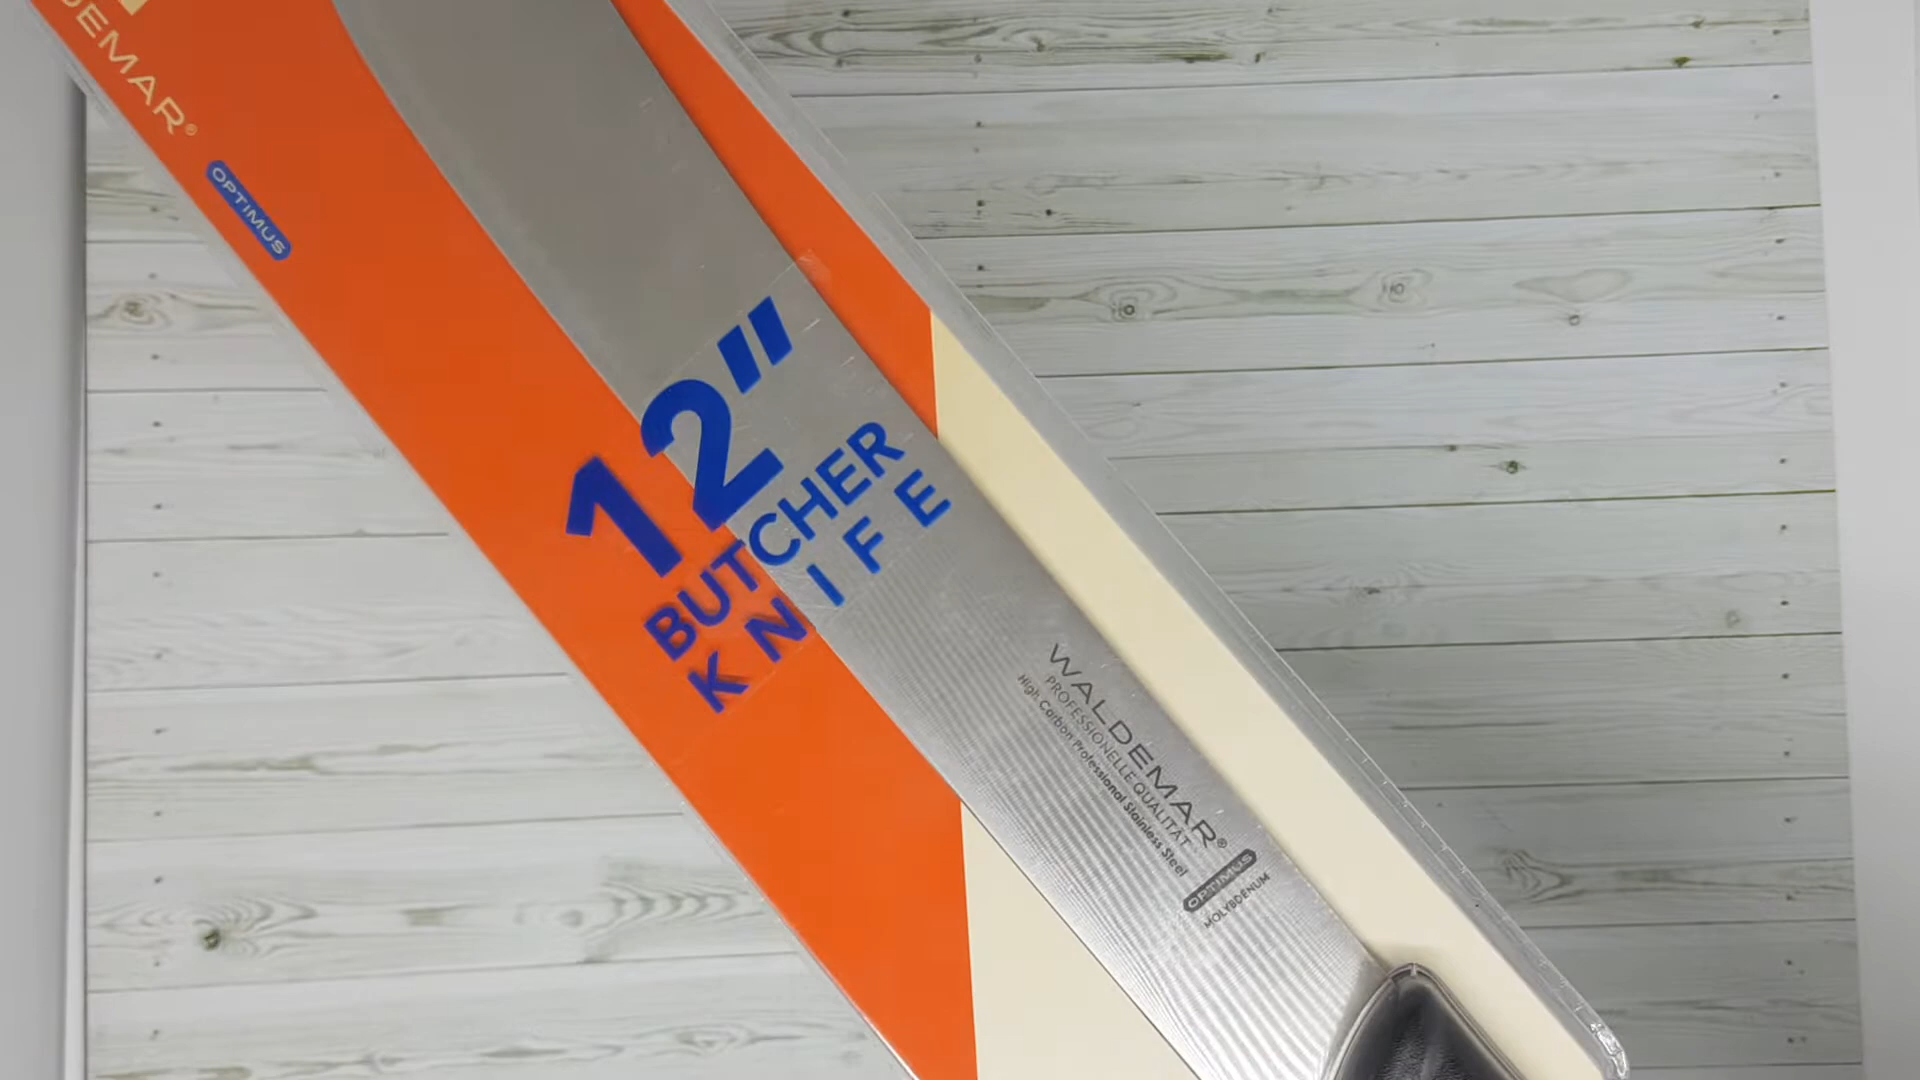 DEMAR®
OPTIMUS
12"
BUTCHER
KNIFE
WALDEMAR®
PROFESSIONELLE QUALITÄT
High Carbon Professional Stainless Steel
OPTIMUS
MOLYBDENUM